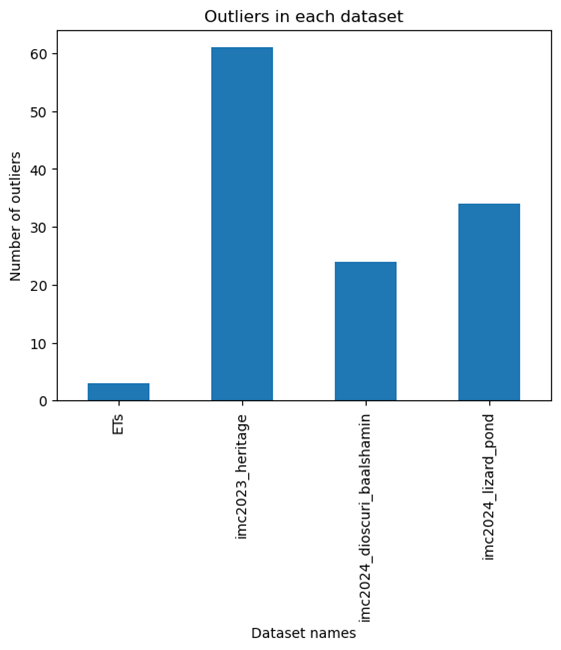 Outliers in each dataset
Number of outliers
60
50
40
30
20
10
0
ETs
imc2023_heritage
imc2024_dioscuri_baalshamin
imc2024_lizard_pond
Dataset names